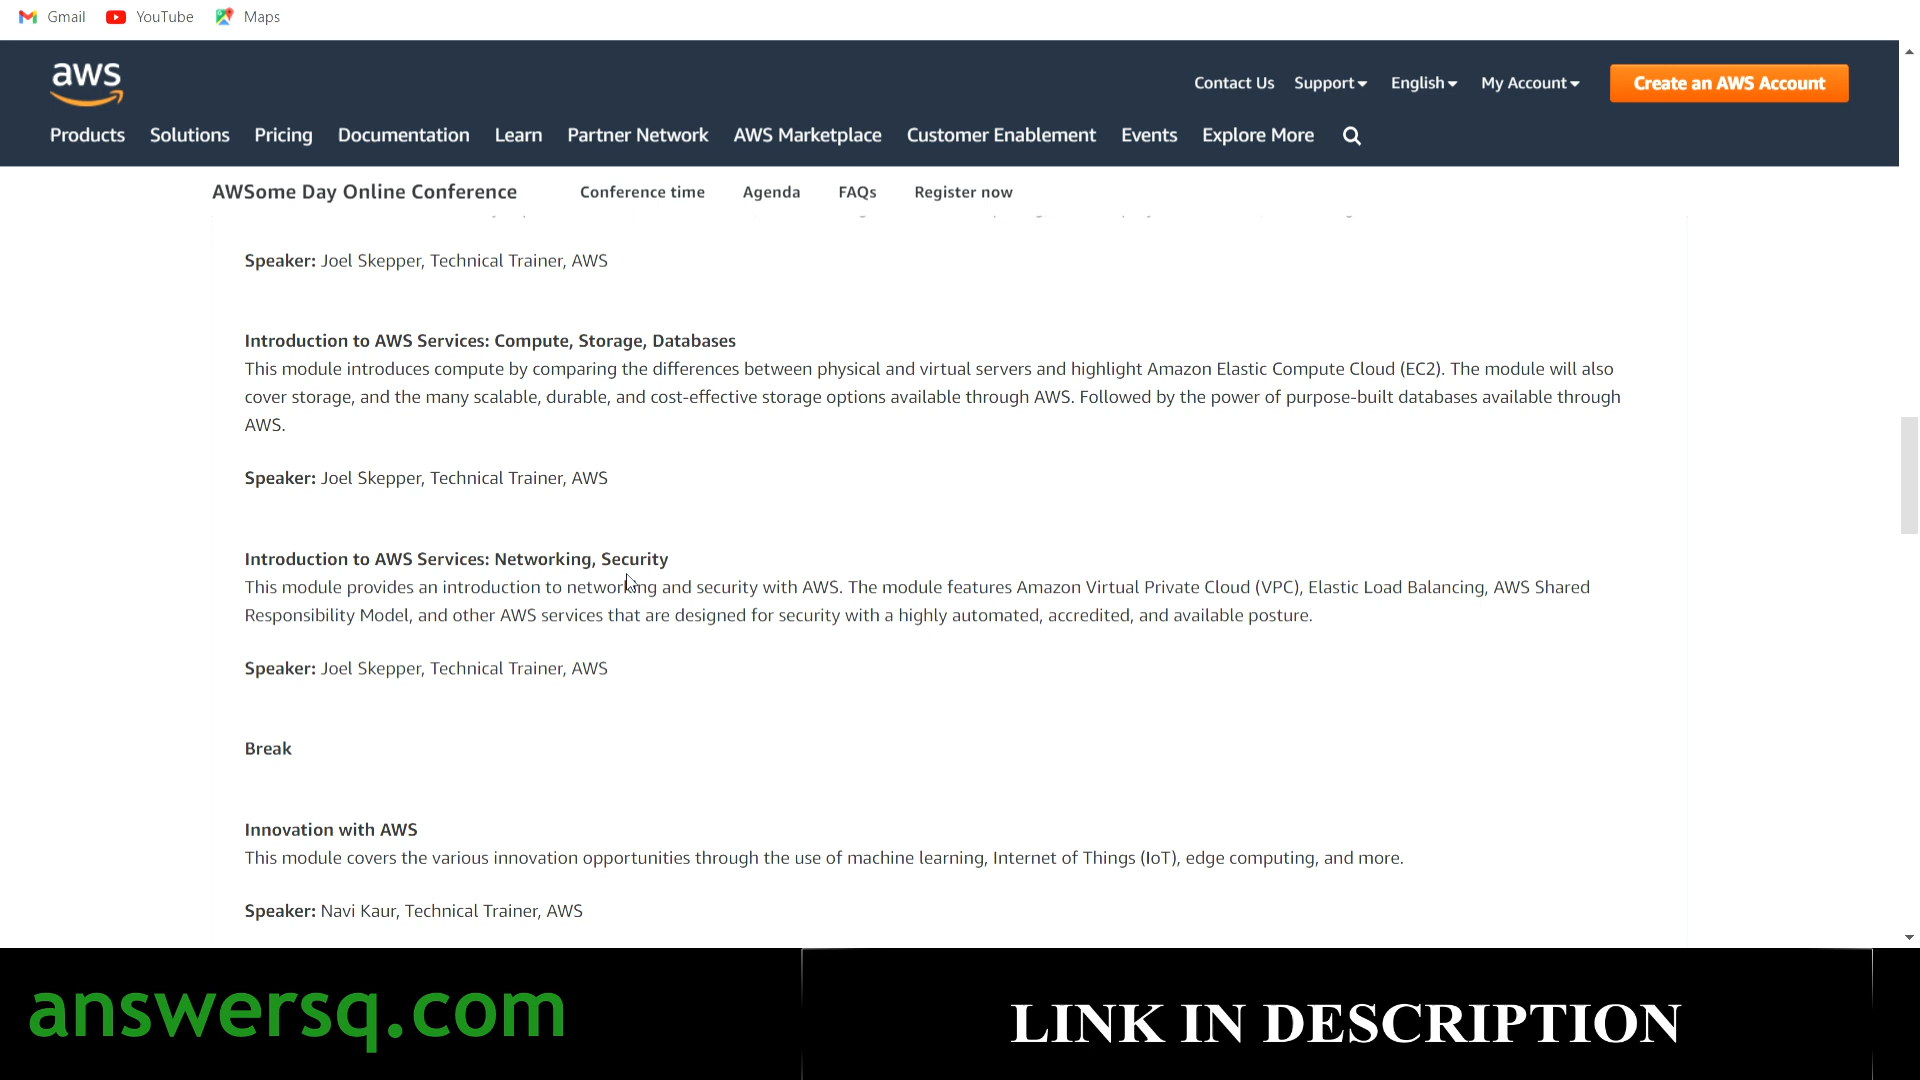 Gmail YouTube Maps
aws
Contact Us Support English My Account Create an AWS Account
Products Solutions Pricing Documentation Learn Partner Network AWS Marketplace Customer Enablement Events Explore More
AWSome Day Online Conference Conference time Agenda FAQs Register now
Speaker: Joel Skepper, Technical Trainer, AWS
Introduction to AWS Services: Compute, Storage, Databases
This module introduces compute by comparing the differences between physical and virtual servers and highlight Amazon Elastic Compute Cloud (EC2). The module will also
cover storage, and the many scalable, durable, and cost-effective storage options available through AWS. Followed by the power of purpose-built databases available through
AWS.
Speaker: Joel Skepper, Technical Trainer, AWS
Introduction to AWS Services: Networking, Security
This module provides an introduction to networking and security with AWS. The module features Amazon Virtual Private Cloud (VPC), Elastic Load Balancing, AWS Shared
Responsibility Model, and other AWS services that are designed for security with a highly automated, accredited, and available posture.
Speaker: Joel Skepper, Technical Trainer, AWS
Break
Innovation with AWS
This module covers the various innovation opportunities through the use of machine learning, Internet of Things (IoT), edge computing, and more.
Speaker: Navi Kaur, Technical Trainer, AWS
answersq.com
LINK IN DESCRIPTION